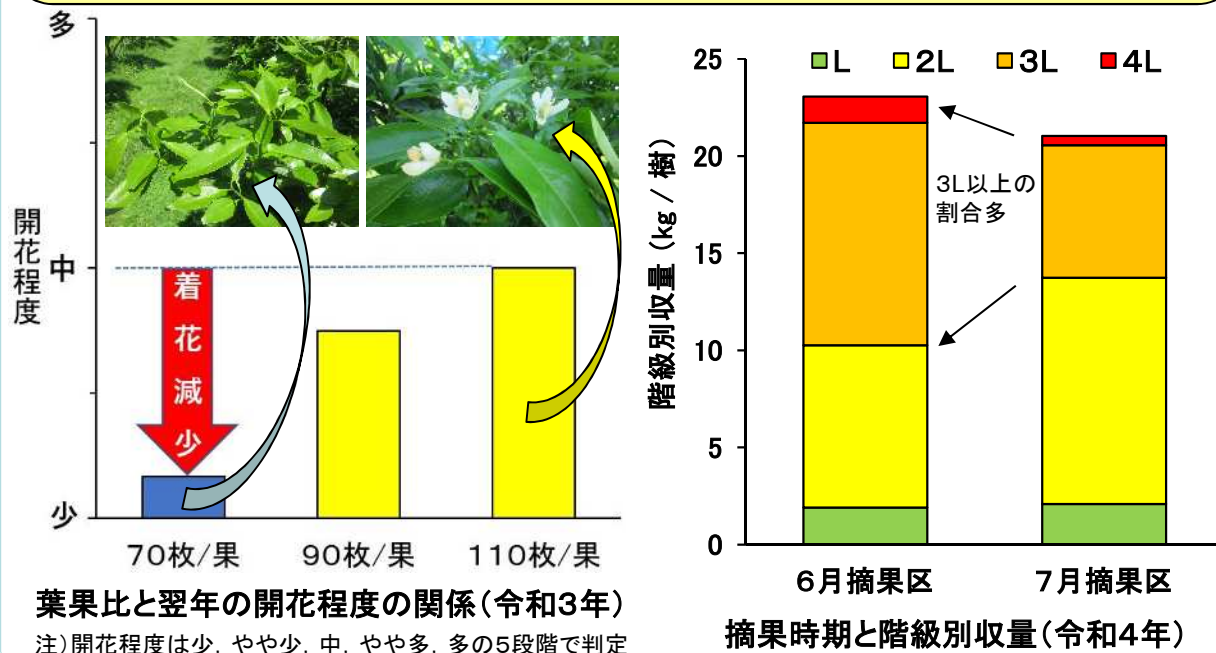 多
中
少
開花程度
着花減少
70枚/果
90枚/果
110枚/果
葉果比と翌年の開花程度の関係(令和3年)
注)開花程度は少，やや少，中，やや多，多の5段階で判定
L
2L
3L
4L
25
20
15
10
5
0
階級別収量(kg / 樹)
3L以上の
割合多
6月摘果区
7月摘果区
摘果時期と階級別収量(令和4年)